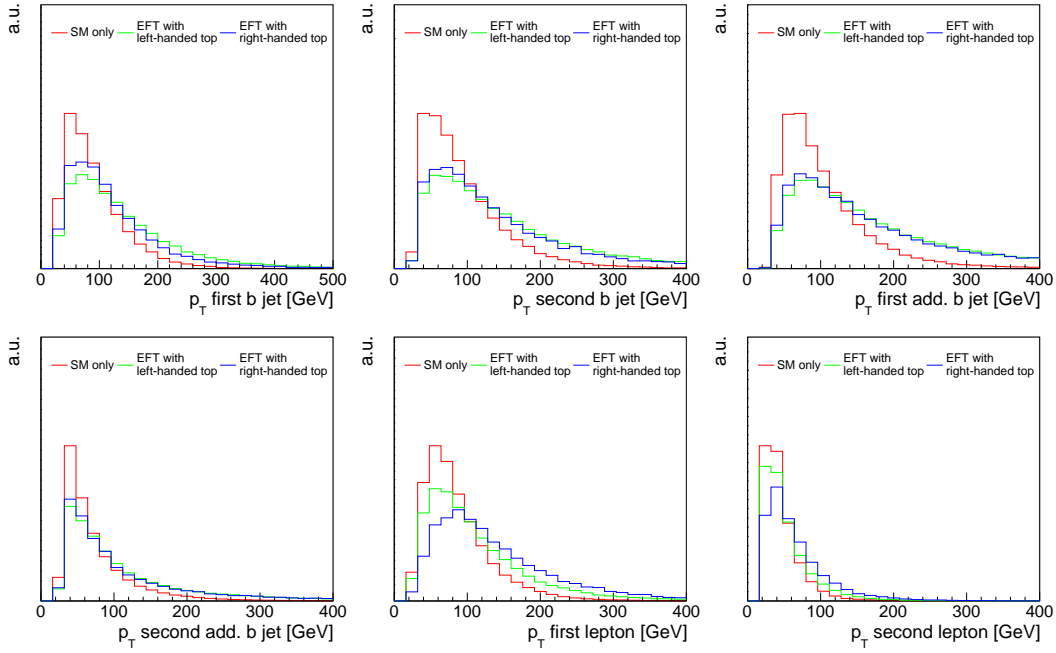 a.u.
SM only
EFT with
left-handed top
EFT with
right-handed top
0 100 200 300 400 500
p_T first b jet [GeV]
a.u.
SM only
EFT with
left-handed top
EFT with
right-handed top
0 100 200 300 400
p_T second b jet [GeV]
a.u.
SM only
EFT with
left-handed top
EFT with
right-handed top
0 100 200 300 400
p_T first add. b jet [GeV]
a.u.
SM only
EFT with
left-handed top
EFT with
right-handed top
0 100 200 300 400
p_T second add. b jet [GeV]
a.u.
SM only
EFT with
left-handed top
EFT with
right-handed top
0 100 200 300 400
p_T first lepton [GeV]
a.u.
SM only
EFT with
left-handed top
EFT with
right-handed top
0 100 200 300 400
p_T second lepton [GeV]